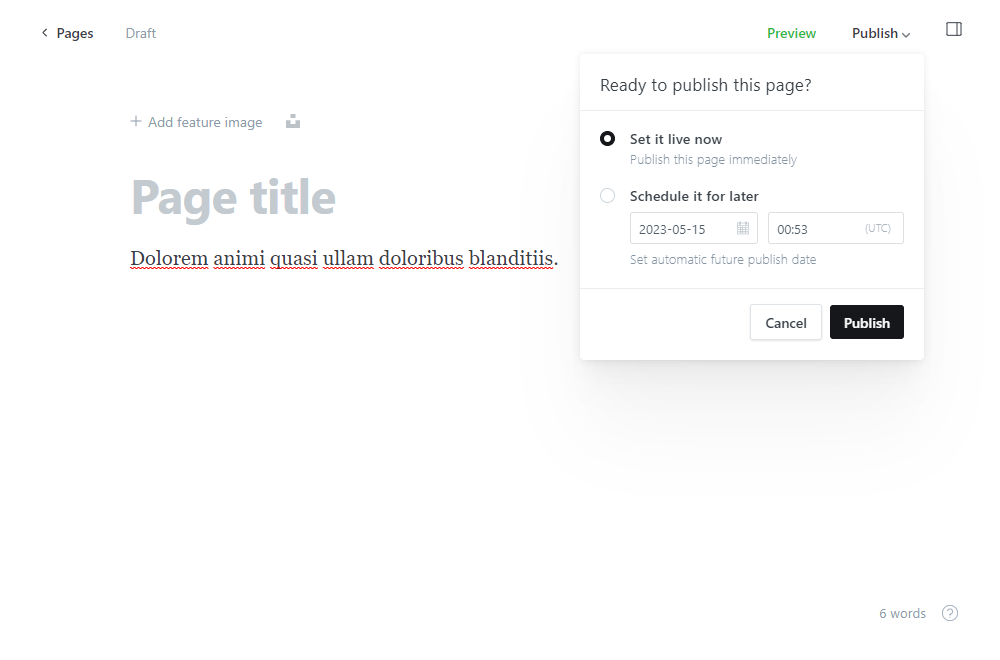 Pages Draft Preview Publish
Ready to publish this page?
Add feature image
Set it live now
Publish this page immediately
Page title
Schedule it for later
2023-05-15 00:53 (UTC)
Dolorem animi quasi ullam doloribus blanditiis.
Set automatic future publish date
Cancel Publish
6 words ?